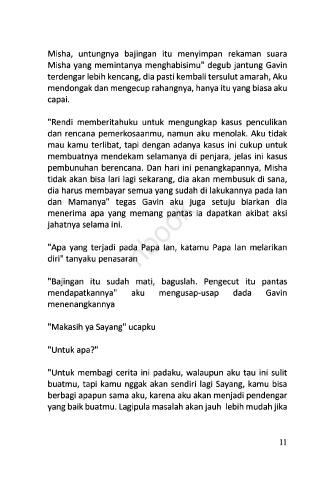 Misha, untungnya bajingan itu menyimpan rekaman suara
Misha yang memintanya menghabisimu" degub jantung Gavin
terdengar lebih kencang, dia pasti kembali tersulut amarah, Aku
mendongak dan mengecup rahangnya, hanya itu yang biasa aku
capai.
"Rendi memberitahuku untuk mengungkap kasus penculikan
dan rencana pemerkosaanmu, namun aku menolak. Aku tidak
mau kamu terlibat, tapi dengan adanya kasus ini cukup untuk
membuatnya mendekam selamanya di penjara, jelas ini kasus
pembunuhan berencana. Dan hari ini penangkapannya, Misha
tidak akan bisa lari lagi sekarang, dia akan membusuk di sana,
dia harus membayar semua yang sudah di lakukannya pada Ian
dan Mamanya" tegas Gavin aku juga setuju biarkan dia
menerima apa yang memang pantas ia dapatkan akibat aksi
jahatnya selama ini.
"Apa yang terjadi pada Papa Ian, katamu Papa Ian melarikan
diri" tanyaku penasaran
"Bajingan itu sudah mati, baguslah. Pengecut itu pantas
mendapatkannya" aku mengusap-usap dada Gavin
menenangkannya
"Makasih ya Sayang" ucapku
"Untuk apa?"
"Untuk membagi cerita ini padaku, walaupun aku tau ini sulit
buatmu, tapi kamu nggak akan sendiri lagi Sayang, kamu bisa
berbagi apapun sama aku, karena aku akan menjadi pendengar
yang baik buatmu. Lagipula masalah akan jauh lebih mudah jika
11